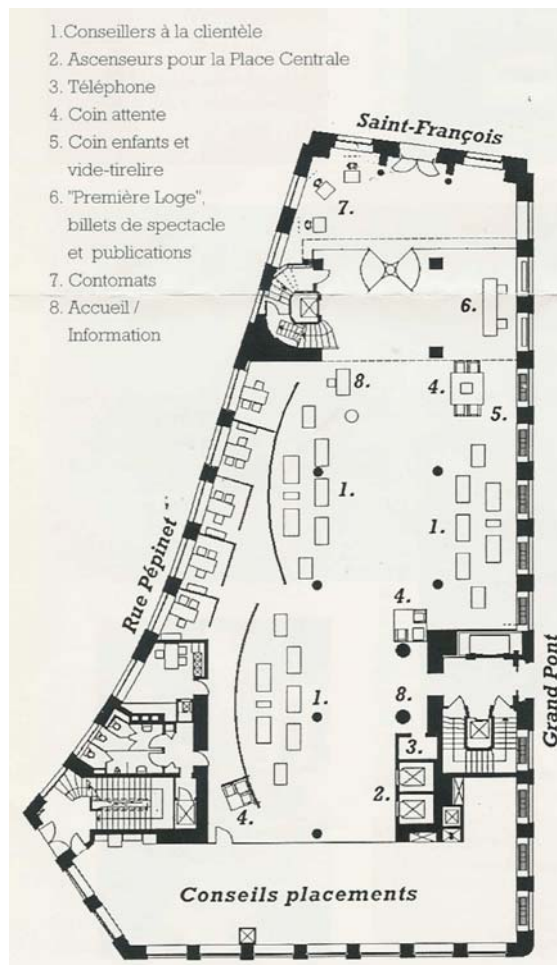 1.Conseillers à la clientèle
2. Ascenseurs pour la Place Centrale
3. Téléphone
4. Coin attente
5. Coin enfants et
vide-tirelire
6. "Première Loge",
billets de spectacle
et publications
7. Contomats
8. Accueil /
Information
Saint-François
7.
6.
8.
4.
5.
1.
1.
Rue Pépinet
4.
1.
8.
Grand Pont
3.
2.
4.
Conseils placements